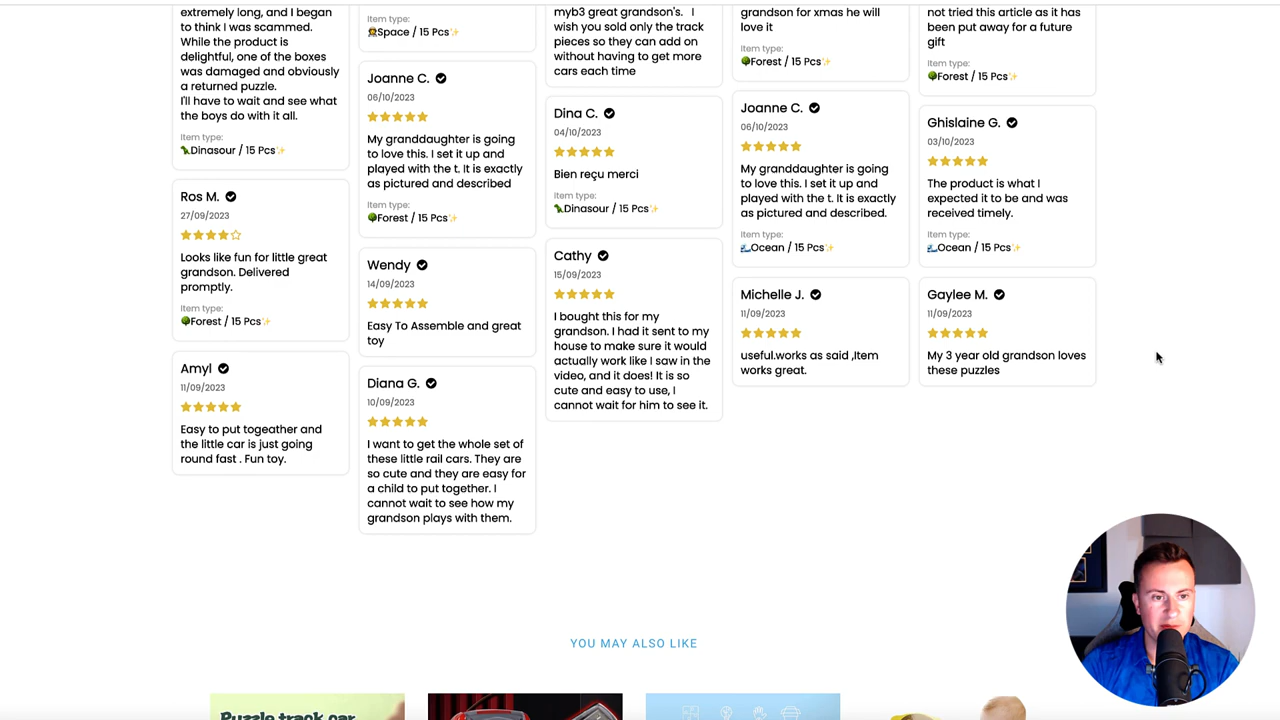 extremely long, and I began
to think I was scammed.
While the product is
delightful, one of the boxes
was damaged and obviously
a returned puzzle.
I'll have to wait and see what
the boys do with it all.
Item type:
🦖Dinasour / 15 Pcs✨
Ros M.
27/09/2023
Looks like fun for little great
grandson. Delivered
promptly.
Item type:
🌳Forest / 15 Pcs✨
Amyl
11/09/2023
Easy to put togeather and
the little car is just going
round fast . Fun toy.
Item type:
👩‍🚀Space / 15 Pcs✨
Joanne C.
06/10/2023
My granddaughter is going
to love this. I set it up and
played with the t. It is exactly
as pictured and described
🌳Forest / 15 Pcs✨
Wendy
14/09/2023
Easy To Assemble and great
toy
Diana G.
10/09/2023
I want to get the whole set of
these little rail cars. They are
so cute and they are easy for
a child to put together. I
cannot wait to see how my
grandson plays with them.
myb3 great grandson's. I
wish you sold only the track
pieces so they can add on
without having to get more
cars each time
Dina C.
04/10/2023
Bien reçu merci
Item type:
🦖Dinasour / 15 Pcs✨
Cathy
15/09/2023
I bought this for my
grandson. I had it sent to my
house to make sure it would
actually work like I saw in the
video, and it does! It is so
cute and easy to use, I
cannot wait for him to see it.
grandson for xmas he will
love it
Item type:
🌳Forest / 15 Pcs✨
Joanne C.
06/10/2023
My granddaughter is going
to love this. I set it up and
played with the t. It is exactly
as pictured and described.
Item type:
🌊Ocean / 15 Pcs✨
Michelle J.
11/09/2023
useful.works as said ,Item
works great.
not tried this article as it has
been put away for a future
gift
Item type:
🌳Forest / 15 Pcs✨
Ghislaine G.
03/10/2023
The product is what I
expected it to be and was
received timely.
Item type:
🌊Ocean / 15 Pcs✨
Gaylee M.
11/09/2023
My 3 year old grandson loves
these puzzles
YOU MAY ALSO LIKE
Puzzle track car